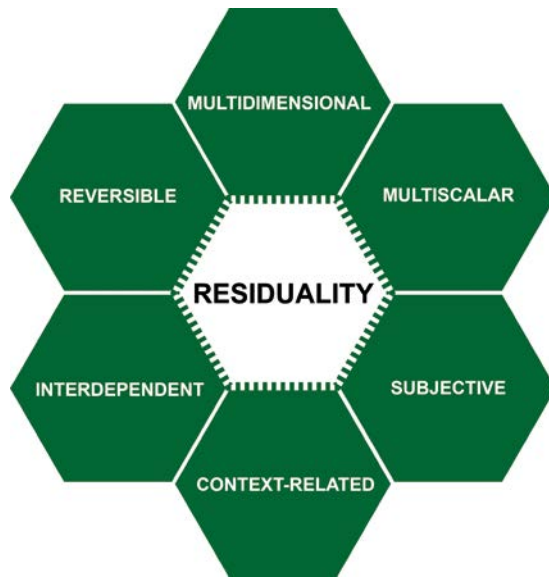 MULTIDIMENSIONAL
REVERSIBLE
MULTISCALAR
RESIDUALITY
INTERDEPENDENT
SUBJECTIVE
CONTEXT-RELATED